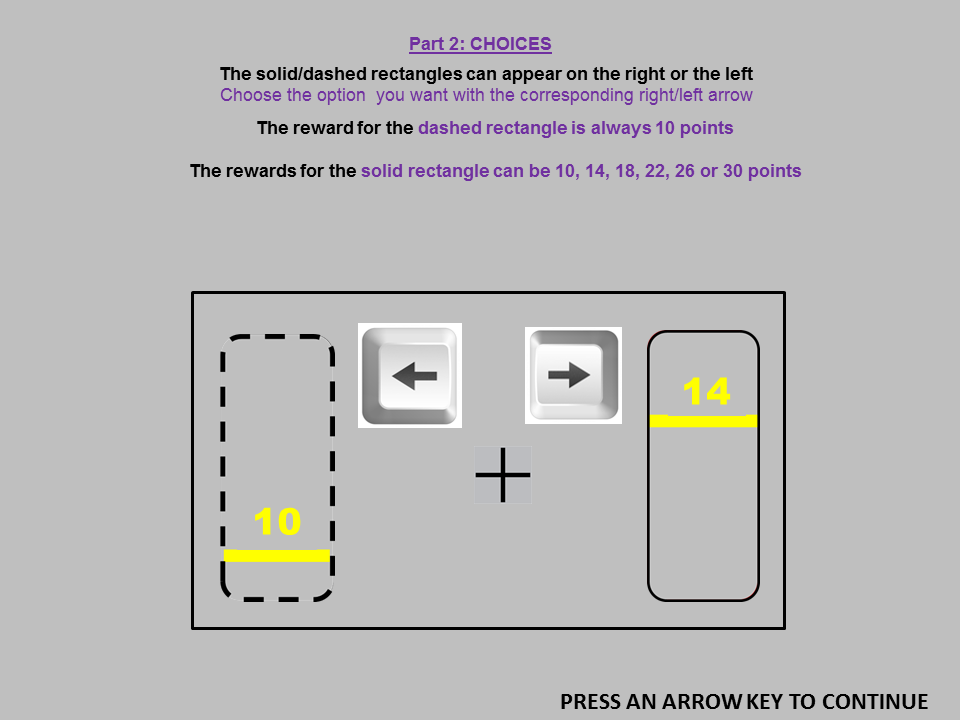 Part 2: CHOICES
The solid/dashed rectangles can appear on the right or the left
Choose the option  you want with the corresponding right/left arrow
The reward for the dashed rectangle is always 10 points
The rewards for the solid rectangle can be 10, 14, 18, 22, 26 or 30 points
14
10
PRESS AN ARROW KEY TO CONTINUE